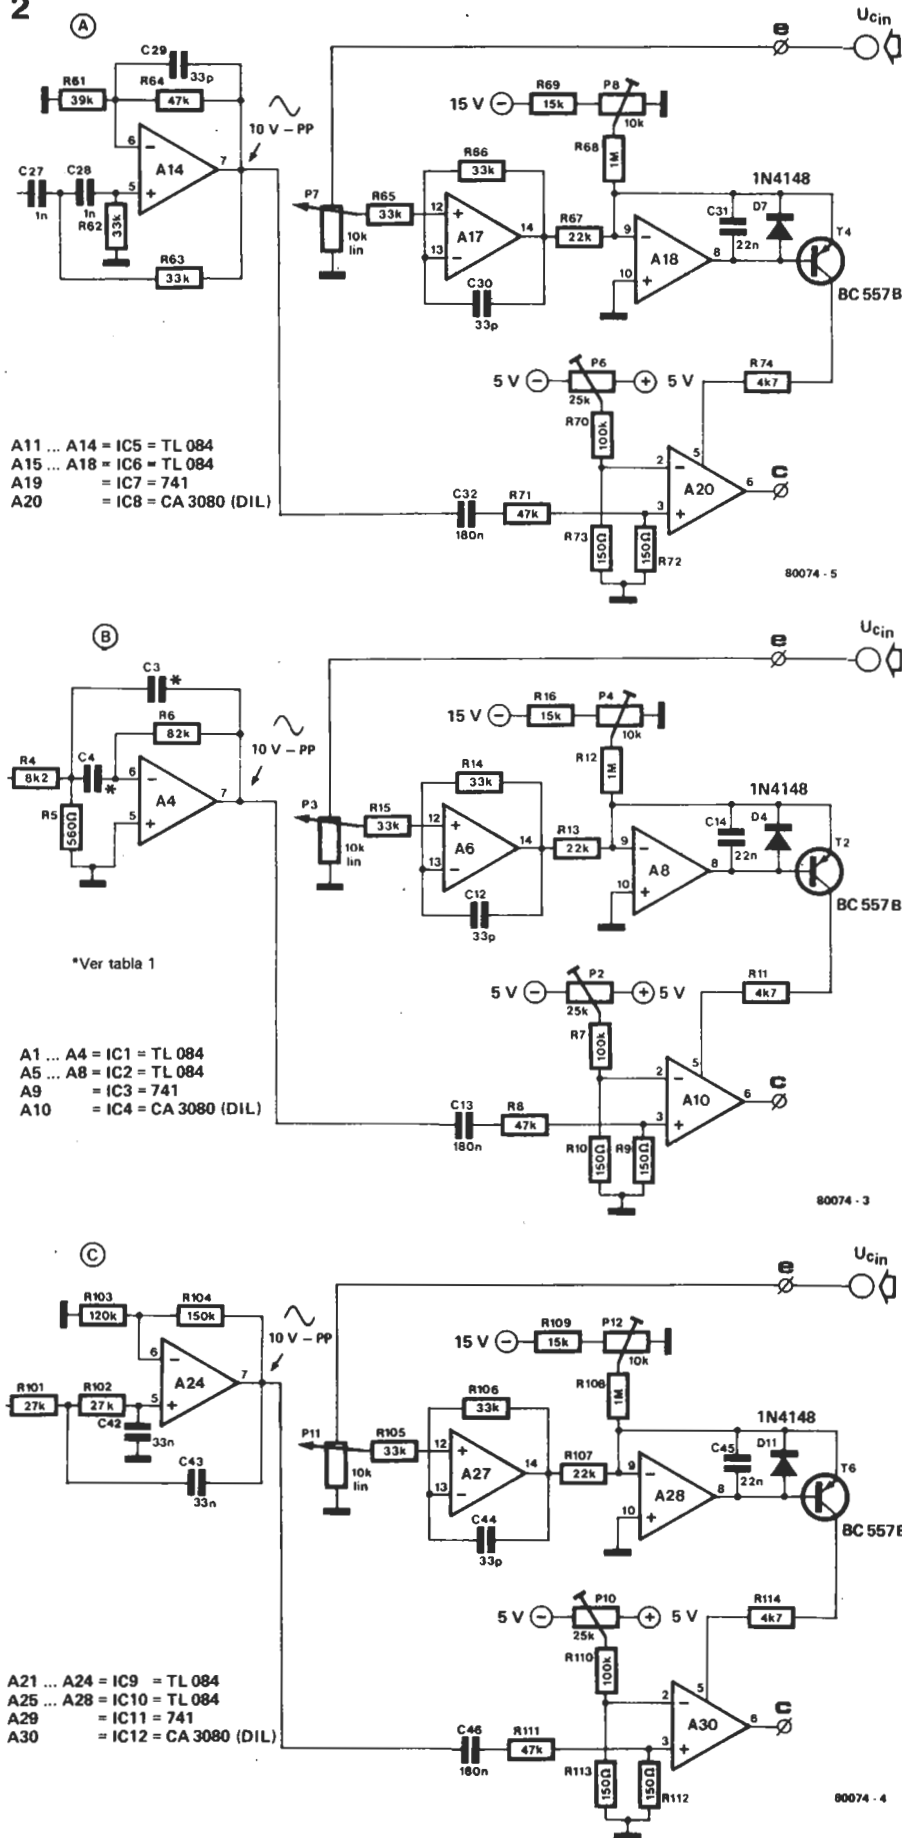 2
A
C29
33p
R61
39k
R64
47k
10 V – PP
6
7
5
A14
C27
1n
C28
1n
R62
33k
R63
33k
e
Ucin
15 V
R69
15k
P8
10k
R68
1M
P7
10k
lin
R65
33k
R66
33k
12
13
14
A17
C30
33p
R67
22k
9
10
8
A18
C31
22n
D7
1N4148
T4
BC 557B
R74
4k7
5 V
P6
25k
5 V
R70
100k
2
3
5
6
A20
C
C32
180n
R71
47k
R73
150Ω
150Ω
R72
80074 - 5
A11 ... A14 = IC5 = TL 084
A15 ... A18 = IC6 = TL 084
A19 = IC7 = 741
A20 = IC8 = CA 3080 (DIL)
B
C3
*
R6
82k
10 V – PP
R4
8k2
C4
*
R5
560Ω
6
5
7
A4
e
Ucin
15 V
R16
15k
P4
10k
R12
1M
P3
10k
lin
R15
33k
R14
33k
12
13
14
A6
C12
33p
R13
22k
9
10
8
A8
C14
22n
D4
1N4148
T2
BC 557B
R11
4k7
5 V
P2
25k
5 V
R7
100k
2
3
5
6
A10
C
C13
180n
R8
47k
R10
150Ω
R9
150Ω
80074 - 3
*Ver tabla 1
A1 ... A4 = IC1 = TL 084
A5 ... A8 = IC2 = TL 084
A9 = IC3 = 741
A10 = IC4 = CA 3080 (DIL)
C
R103
120k
R104
150k
10 V – PP
R101
27k
R102
27k
6
5
7
A24
C42
33n
C43
33n
e
Ucin
15 V
R109
15k
P12
10k
R108
1M
P11
10k
lin
R105
33k
R106
33k
12
13
14
A27
C44
33p
R107
22k
9
10
8
A28
C45
22n
D11
1N4148
T6
BC 557B
R114
4k7
5 V
P10
25k
5 V
R110
100k
2
3
5
6
A30
C
C46
180n
R111
47k
R113
150Ω
150Ω
R112
80074 - 4
A21 ... A24 = IC9 = TL 084
A25 ... A28 = IC10 = TL 084
A29 = IC11 = 741
A30 = IC12 = CA 3080 (DIL)